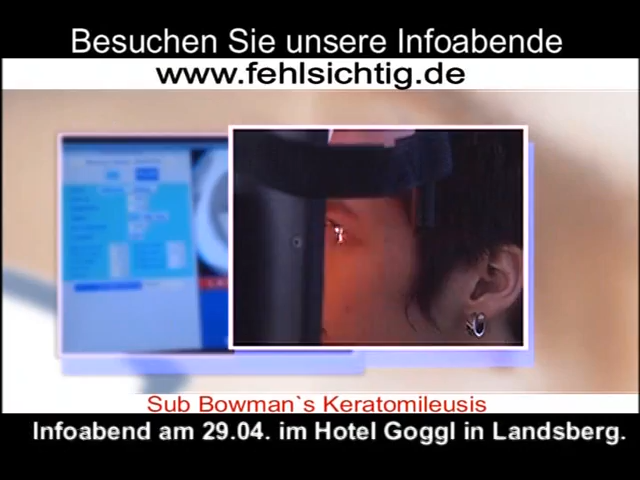 Besuchen Sie unsere Infoabende
www.fehlsichtig.de
Sub Bowman`s Keratomileusis
Infoabend am 29.04. im Hotel Goggl in Landsberg.